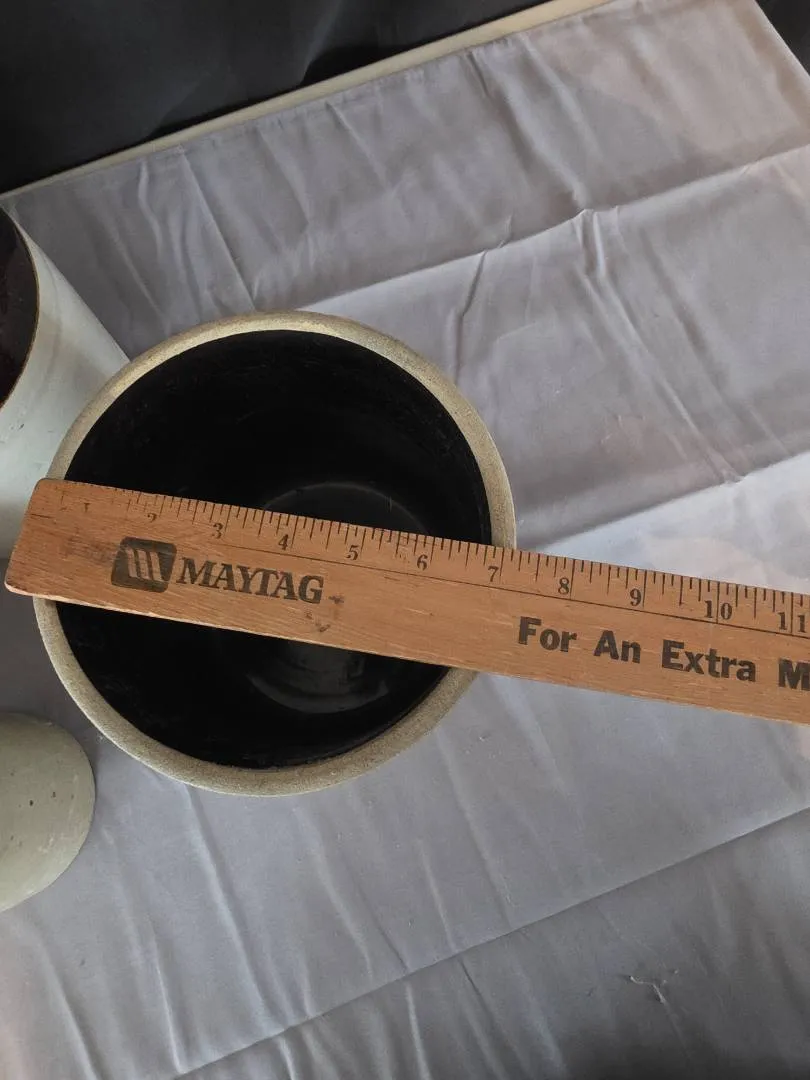 1 2 3 4 5 6 7 8 9 10 11
MAYTAG
For An Extra M